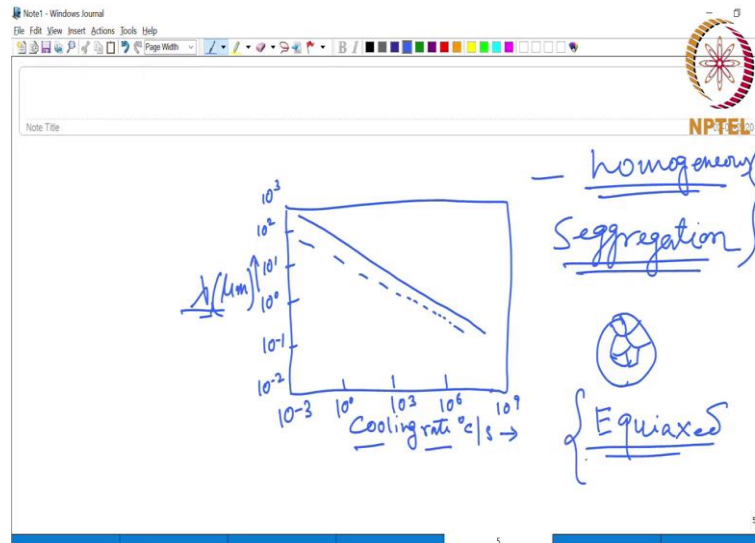 Note1 - Windows Journal
File Edit View Insert Actions Tools Help
Page Width
B I
NPTEL
Note Title
— homogeneous
Seggregation
10³
10²
10¹
10⁰
10-1
10-2
λ (μm)
10-3 10⁰ 10³ 10⁶ 10⁹
Cooling rate °c/s →
Equiaxed
5
5